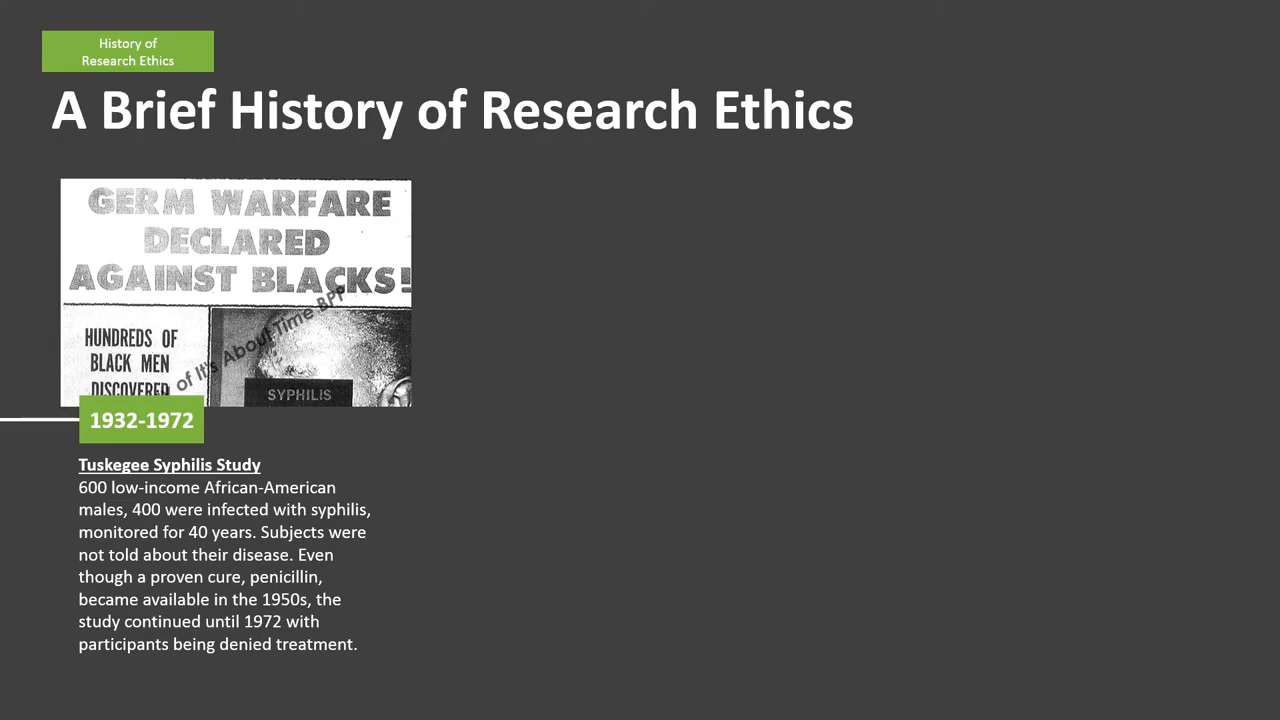 History of
Research Ethics
A Brief History of Research Ethics
GERM WARFARE
DECLARED
AGAINST BLACKS!
HUNDREDS OF
BLACK MEN
DISCOVERED
of It's About Time BPP
SYPHILIS
1932-1972
Tuskegee Syphilis Study
600 low-income African-American
males, 400 were infected with syphilis,
monitored for 40 years. Subjects were
not told about their disease. Even
though a proven cure, penicillin,
became available in the 1950s, the
study continued until 1972 with
participants being denied treatment.